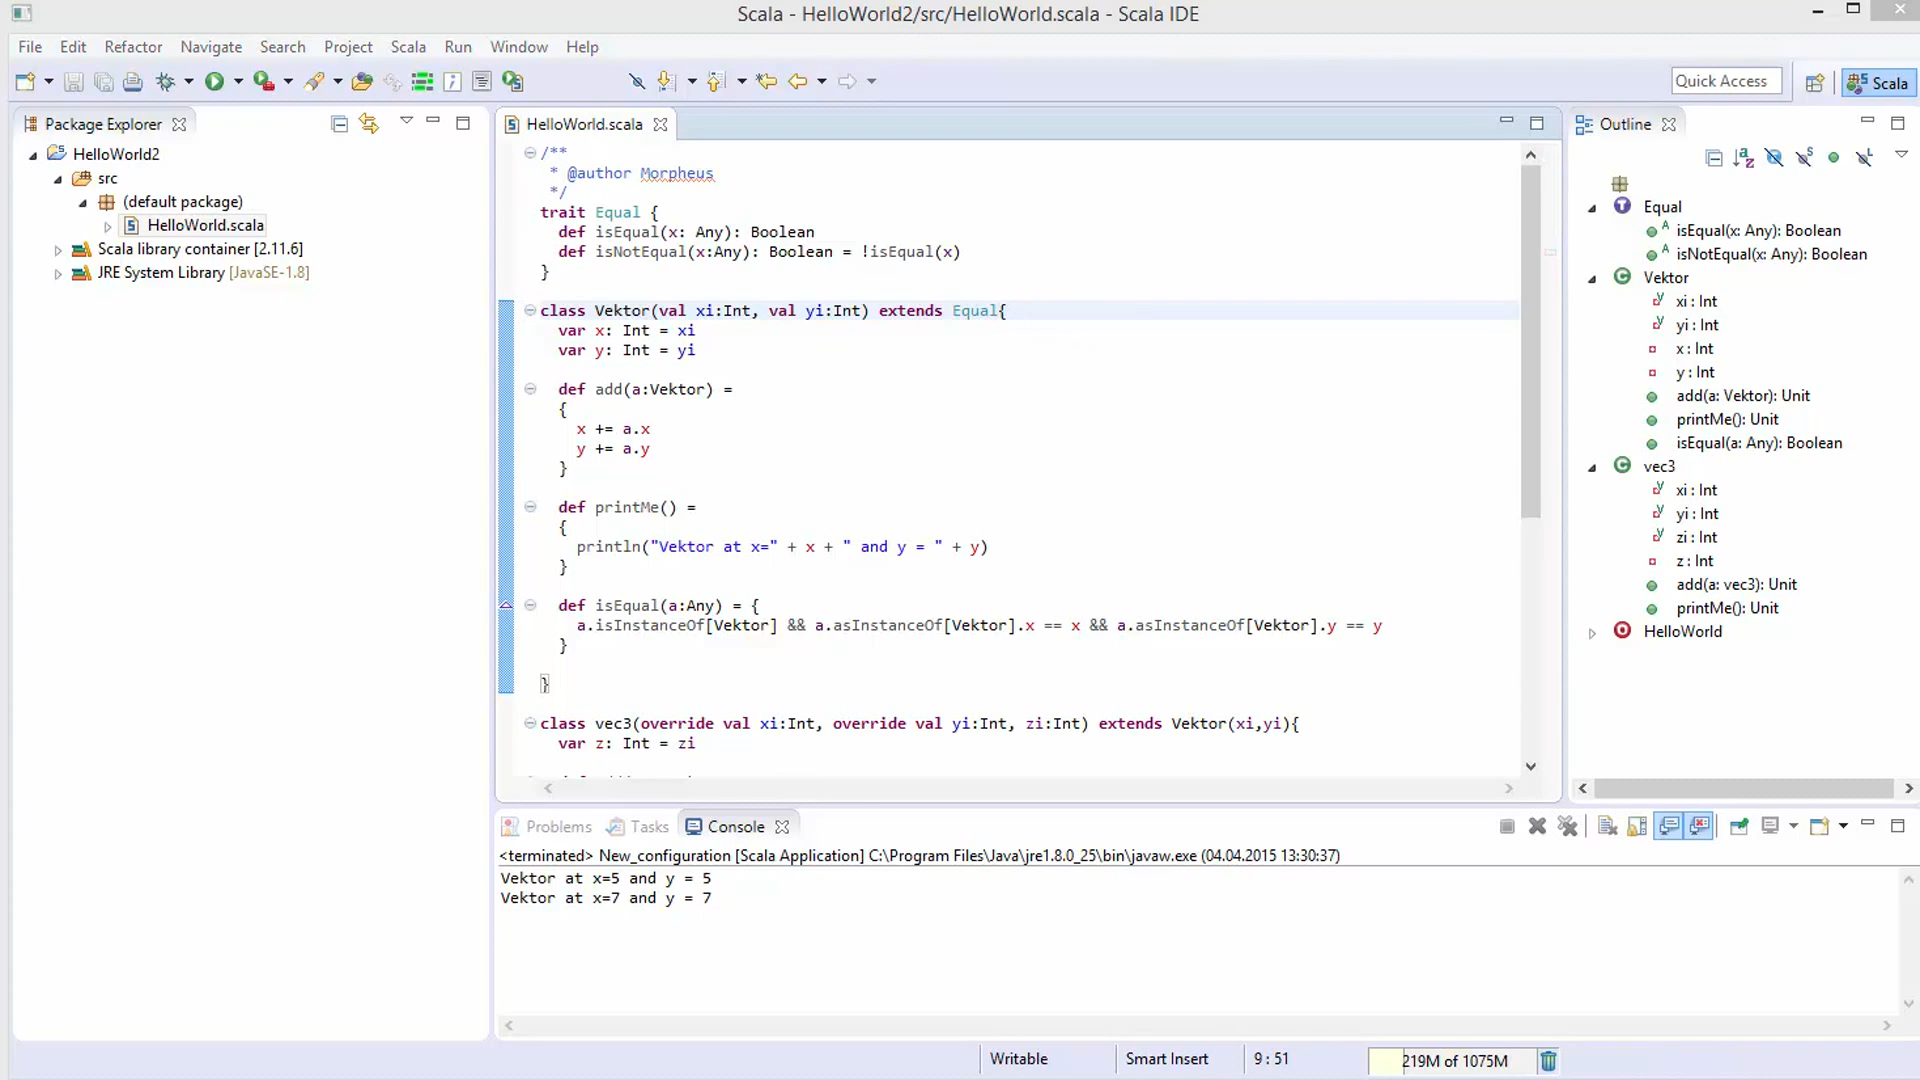 Scala - HelloWorld2/src/HelloWorld.scala - Scala IDE
File Edit Refactor Navigate Search Project Scala Run Window Help
Quick Access
Scala
Package Explorer
HelloWorld2
src
(default package)
HelloWorld.scala
Scala library container [2.11.6]
JRE System Library [JavaSE-1.8]
HelloWorld.scala
/**
 * @author Morpheus
 */
trait Equal {
  def isEqual(x: Any): Boolean
  def isNotEqual(x:Any): Boolean = !isEqual(x)
}
class Vektor(val xi:Int, val yi:Int) extends Equal{
  var x: Int = xi
  var y: Int = yi
  def add(a:Vektor) =
  {
    x += a.x
    y += a.y
  }
  def printMe() =
  {
    println("Vektor at x=" + x + " and y = " + y)
  }
  def isEqual(a:Any) = {
    a.isInstanceOf[Vektor] && a.asInstanceOf[Vektor].x == x && a.asInstanceOf[Vektor].y == y
  }
}
class vec3(override val xi:Int, override val yi:Int, zi:Int) extends Vektor(xi,yi){
  var z: Int = zi
Outline
Equal
isEqual(x: Any): Boolean
isNotEqual(x: Any): Boolean
Vektor
xi : Int
yi : Int
x : Int
y : Int
add(a: Vektor): Unit
printMe(): Unit
isEqual(a: Any): Boolean
vec3
xi : Int
yi : Int
zi : Int
z : Int
add(a: vec3): Unit
printMe(): Unit
HelloWorld
Problems Tasks Console
<terminated> New_configuration [Scala Application] C:\Program Files\Java\jre1.8.0_25\bin\javaw.exe (04.04.2015 13:30:37)
Vektor at x=5 and y = 5
Vektor at x=7 and y = 7
Writable Smart Insert 9 : 51 219M of 1075M